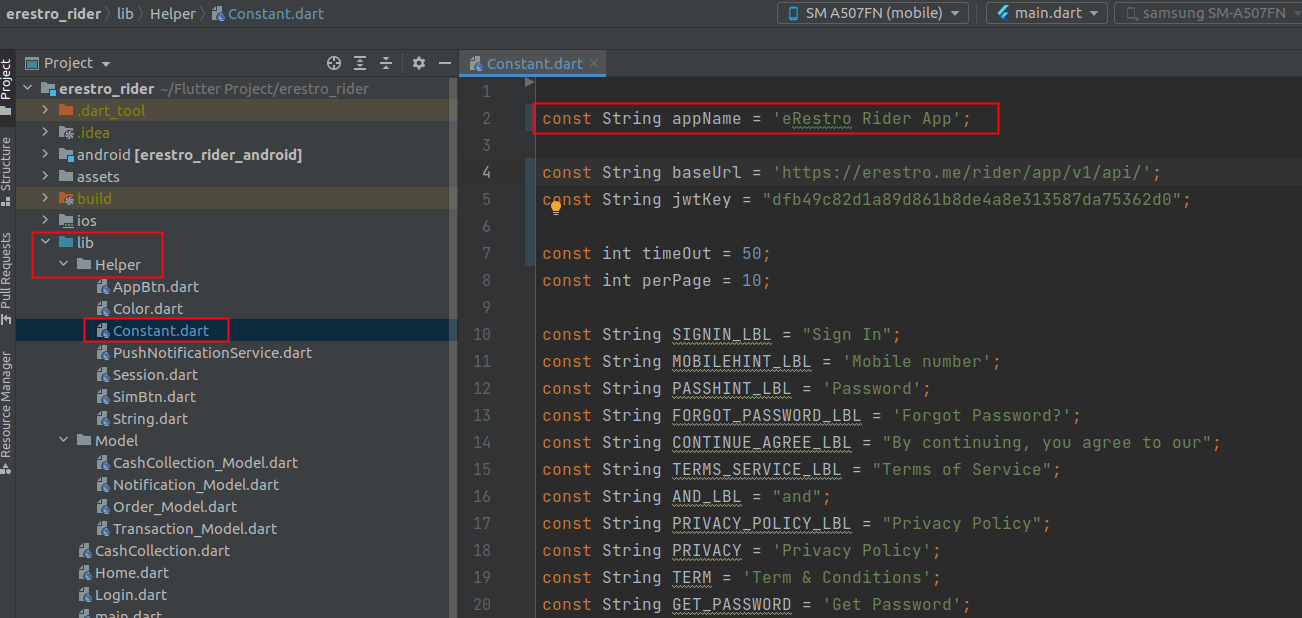 erestro_rider lib Helper Constant.dart SM A507FN (mobile) main.dart samsung SM-A507FN
Project
Structure
Pull Requests
Resource Manager
Project
erestro_rider ~/Flutter Project/erestro_rider
.dart_tool
.idea
android [erestro_rider_android]
assets
build
ios
lib
Helper
AppBtn.dart
Color.dart
Constant.dart
PushNotificationService.dart
Session.dart
SimBtn.dart
String.dart
Model
CashCollection_Model.dart
Notification_Model.dart
Order_Model.dart
Transaction_Model.dart
CashCollection.dart
Home.dart
Login.dart
main.dart
Constant.dart
1
2 const String appName = 'eRestro Rider App';
3
4 const String baseUrl = 'https://erestro.me/rider/app/v1/api/';
5 const String jwtKey = "dfb49c82d1a89d861b8de4a8e313587da75362d0";
6
7 const int timeOut = 50;
8 const int perPage = 10;
9
10 const String SIGNIN_LBL = "Sign In";
11 const String MOBILEHINT_LBL = 'Mobile number';
12 const String PASSHINT_LBL = 'Password';
13 const String FORGOT_PASSWORD_LBL = 'Forgot Password?';
14 const String CONTINUE_AGREE_LBL = "By continuing, you agree to our";
15 const String TERMS_SERVICE_LBL = "Terms of Service";
16 const String AND_LBL = "and";
17 const String PRIVACY_POLICY_LBL = "Privacy Policy";
18 const String PRIVACY = 'Privacy Policy';
19 const String TERM = 'Term & Conditions';
20 const String GET_PASSWORD = 'Get Password';